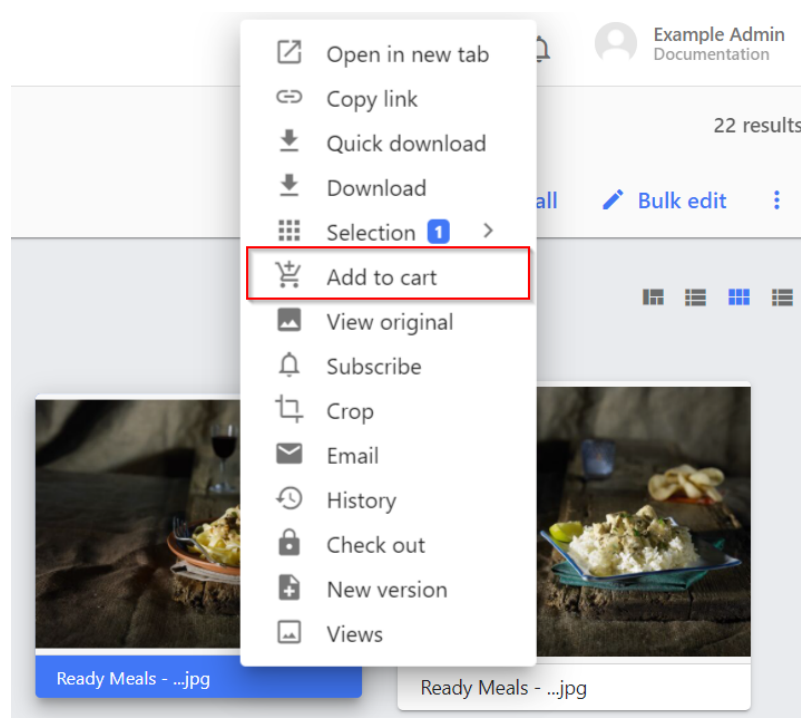 Example Admin
Documentation
22 results
all
Bulk edit
Open in new tab
Copy link
Quick download
Download
Selection 1
Add to cart
View original
Subscribe
Crop
Email
History
Check out
New version
Views
Ready Meals - ...jpg
Ready Meals - ...jpg